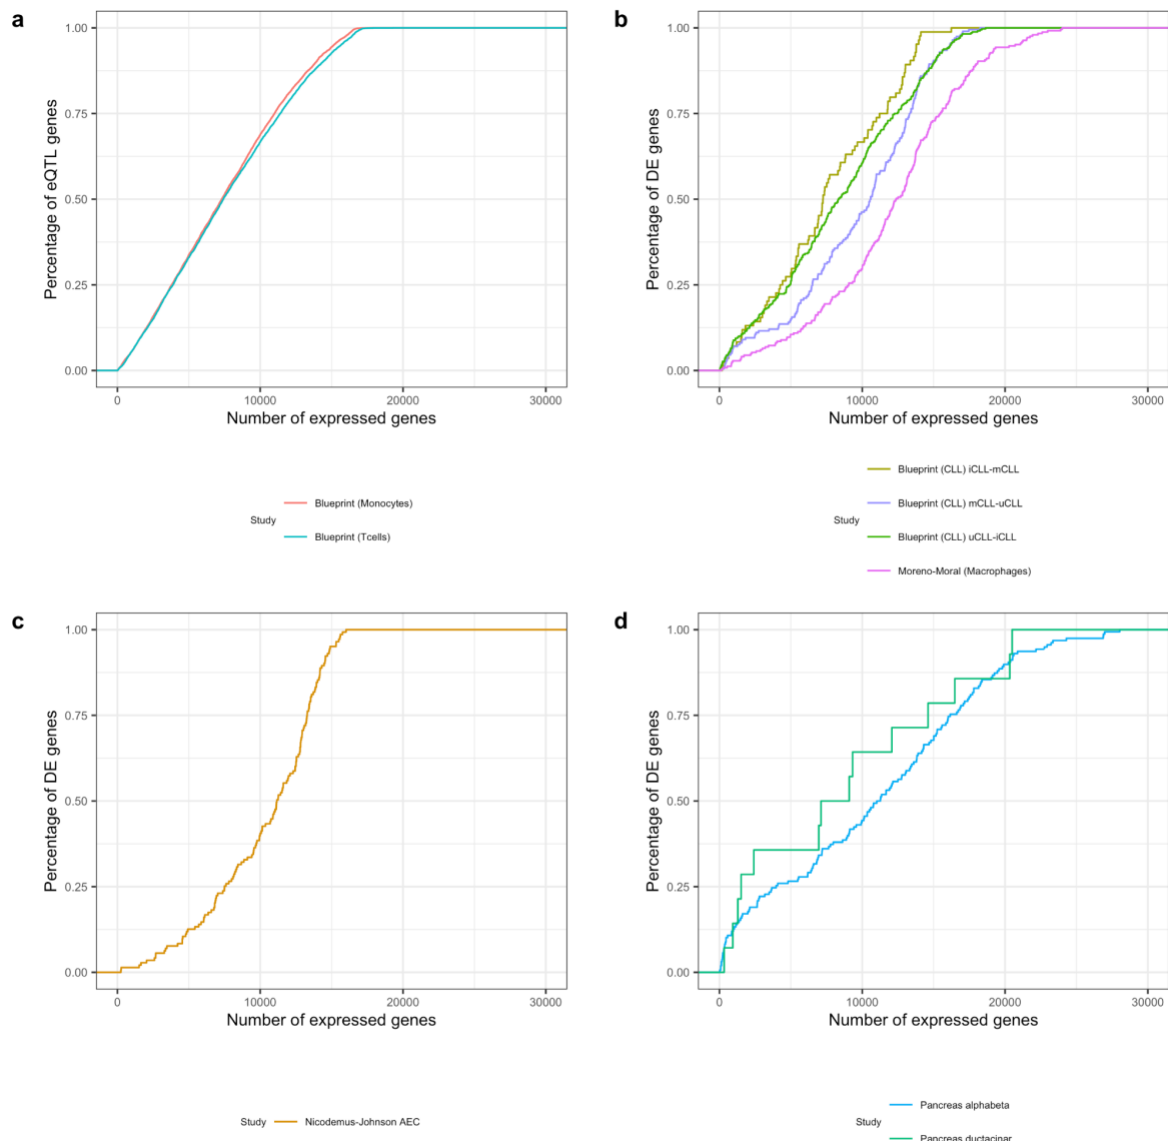 a
Percentage of eQTL genes
1.00
0.75
0.50
0.25
0.00
0 10000 20000 30000
Number of expressed genes
Study
Blueprint (Monocytes)
Blueprint (Tcells)
b
Percentage of DE genes
1.00
0.75
0.50
0.25
0.00
0 10000 20000 30000
Number of expressed genes
Study
Blueprint (CLL) iCLL-mCLL
Blueprint (CLL) mCLL-uCLL
Blueprint (CLL) uCLL-iCLL
Moreno-Moral (Macrophages)
c
Percentage of DE genes
1.00
0.75
0.50
0.25
0.00
0 10000 20000 30000
Number of expressed genes
Study Nicodemus-Johnson AEC
d
Percentage of DE genes
1.00
0.75
0.50
0.25
0.00
0 10000 20000 30000
Number of expressed genes
Study
Pancreas alphabeta
Pancreas ductacinar